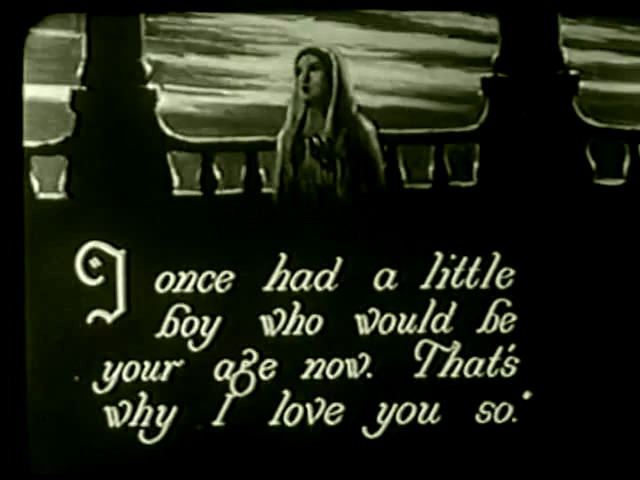 I once had a little
boy who would be
your age now. That's
why I love you so."